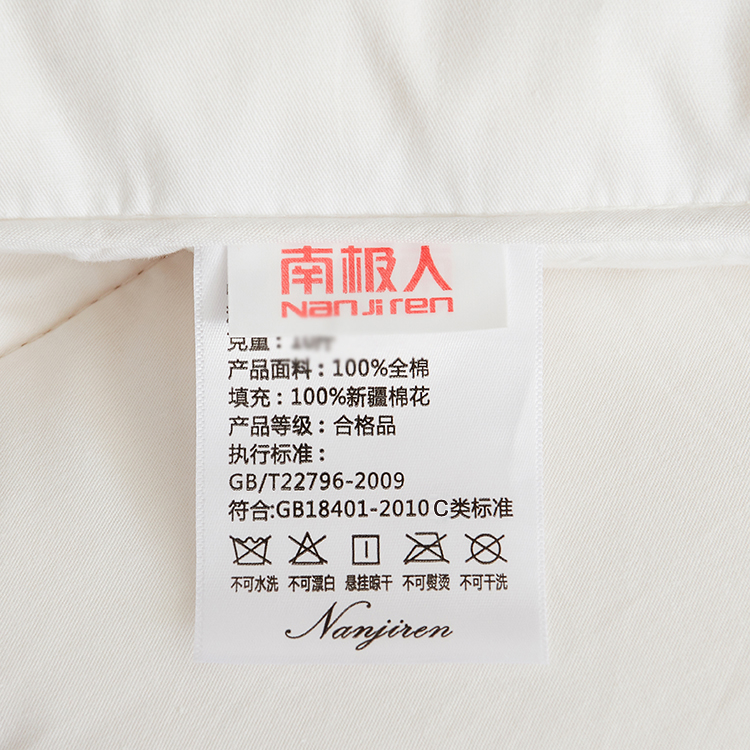 南极人
Nanjiren
克重：
产品面料：100%全棉
填充：100%新疆棉花
产品等级：合格品
执行标准：
GB/T22796-2009
符合:GB18401-2010 C类标准
不可水洗 不可漂白 悬挂晾干 不可熨烫 不可干洗
Nanjiren